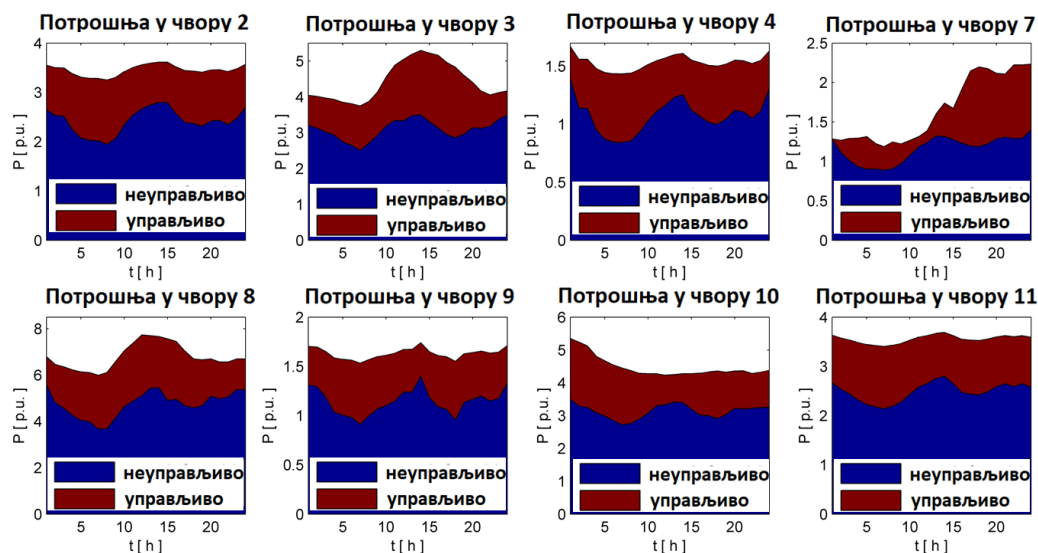 Потрошња у чвору 2
P [ p.u. ]
4
3
2
1
0
неуправљиво
управљиво
5 10 15 20
t [ h ]
Потрошња у чвору 3
P [ p.u. ]
5
4
3
2
1
0
неуправљиво
управљиво
5 10 15 20
t [ h ]
Потрошња у чвору 4
P [ p.u. ]
1.5
1
0.5
0
неуправљиво
управљиво
5 10 15 20
t [ h ]
Потрошња у чвору 7
P [ p.u. ]
2.5
2
1.5
1
0.5
0
неуправљиво
управљиво
5 10 15 20
t [ h ]
Потрошња у чвору 8
P [ p.u. ]
8
6
4
2
0
неуправљиво
управљиво
5 10 15 20
t [ h ]
Потрошња у чвору 9
P [ p.u. ]
2
1.5
1
0.5
0
неуправљиво
управљиво
5 10 15 20
t [ h ]
Потрошња у чвору 10
P [ p.u. ]
6
5
4
3
2
1
0
неуправљиво
управљиво
5 10 15 20
t [ h ]
Потрошња у чвору 11
P [ p.u. ]
4
3
2
1
0
неуправљиво
управљиво
5 10 15 20
t [ h ]